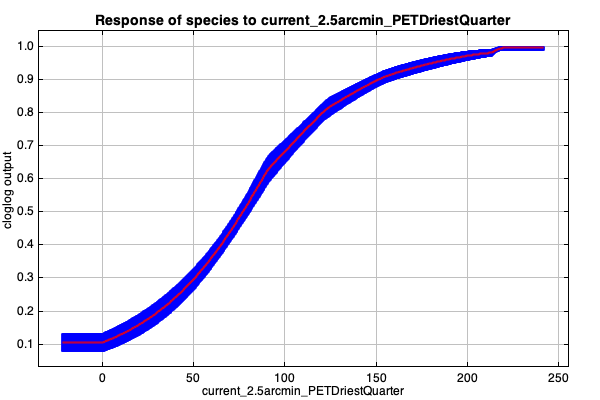 Response of species to current_2.5arcmin_PETDriestQuarter
1.0
0.9
0.8
0.7
0.6
0.5
0.4
0.3
0.2
0.1
cloglog output
0 50 100 150 200 250
current_2.5arcmin_PETDriestQuarter